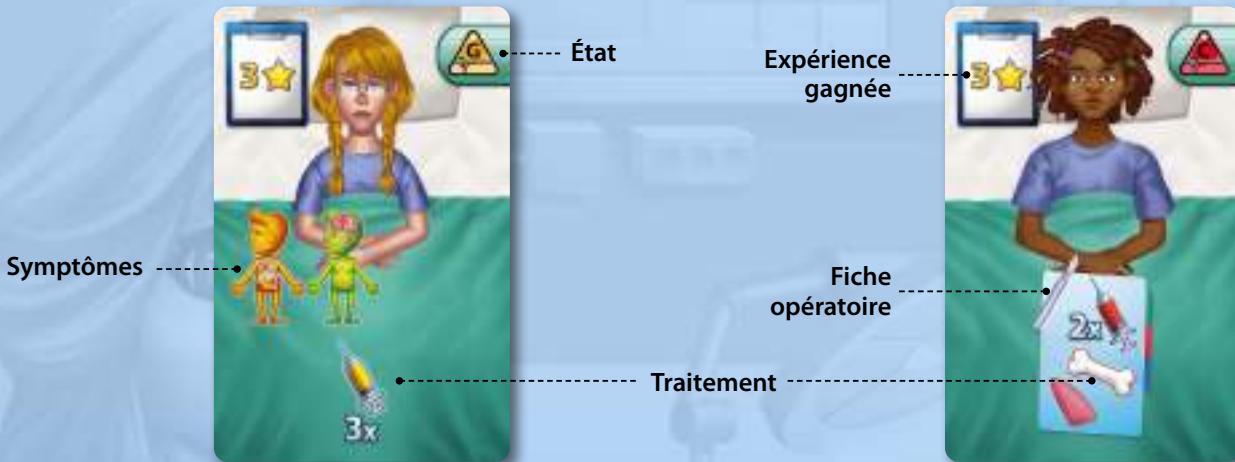 3
G
État
Expérience
gagnée
3
C
Symptômes
Fiche
opératoire
2x
Traitement
3x